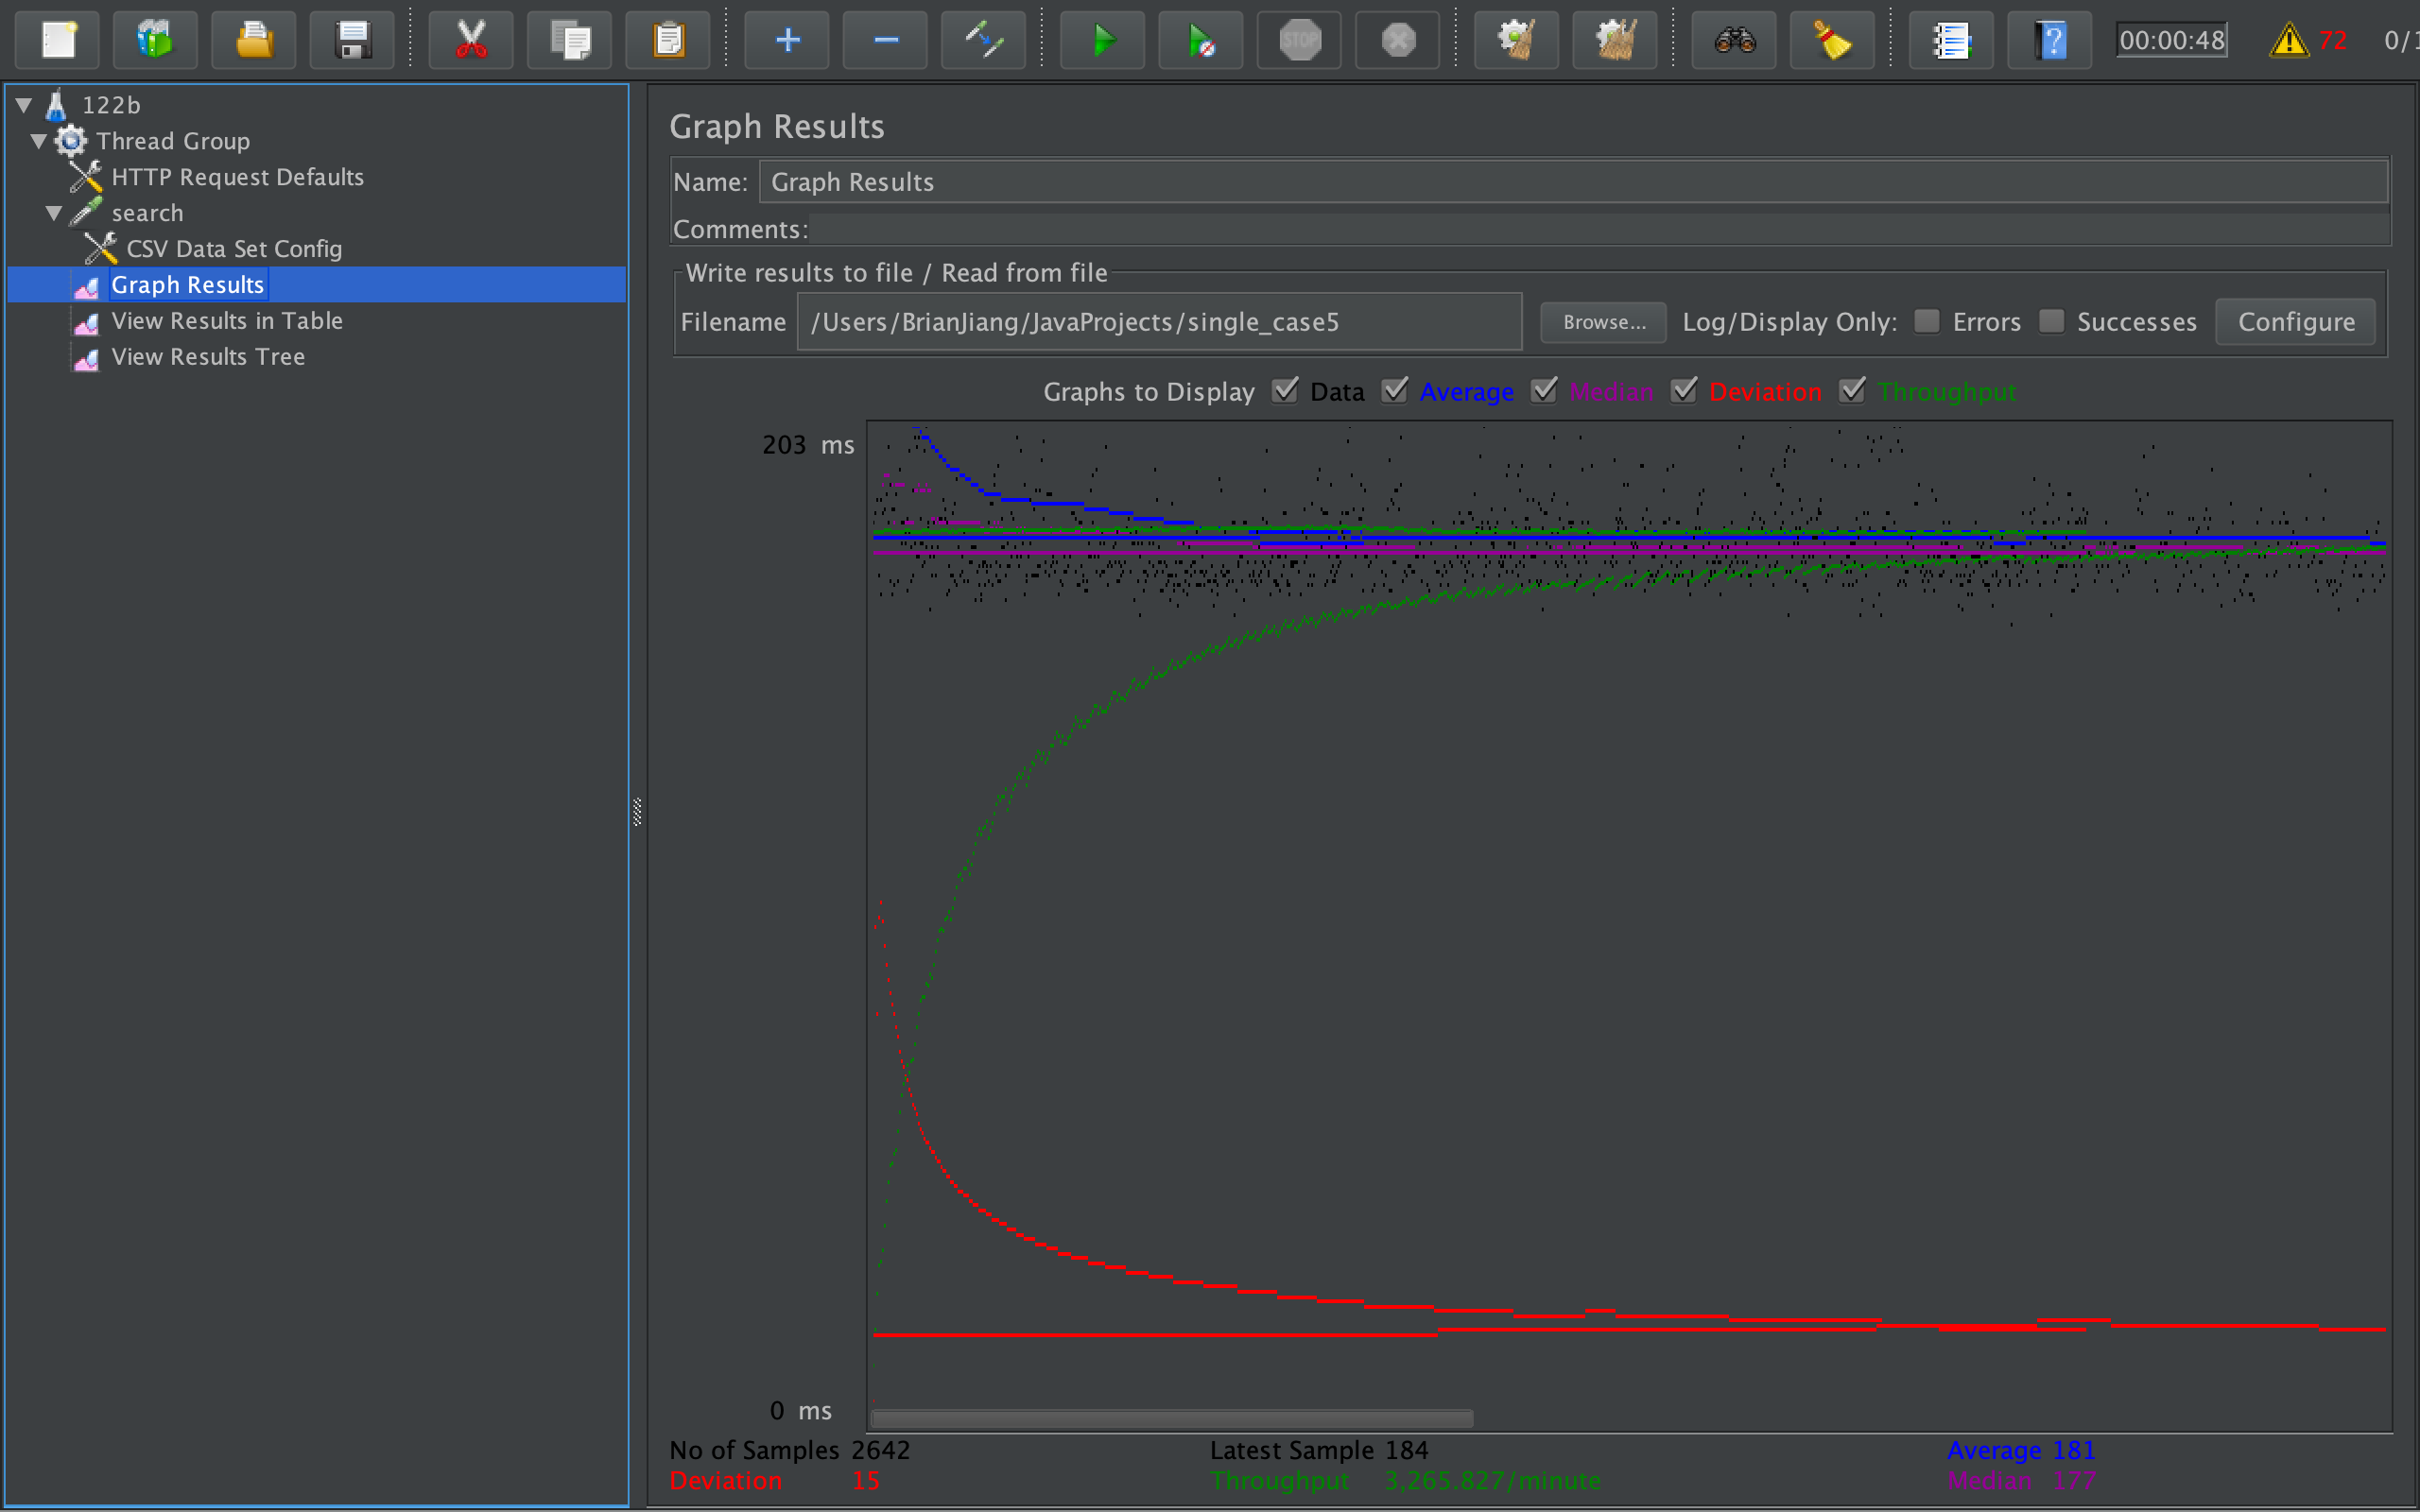 STOP
00:00:48 72 0/1
122b
Thread Group
HTTP Request Defaults
search
CSV Data Set Config
Graph Results
View Results in Table
View Results Tree
Graph Results
Name: Graph Results
Comments:
Write results to file / Read from file
Filename /Users/BrianJiang/JavaProjects/single_case5 Browse... Log/Display Only: Errors Successes Configure
Graphs to Display Data Average Median Deviation Throughput
203 ms
0 ms
No of Samples 2642 Latest Sample 184 Average 181
Deviation 15 Throughput 3,265.827/minute Median 177